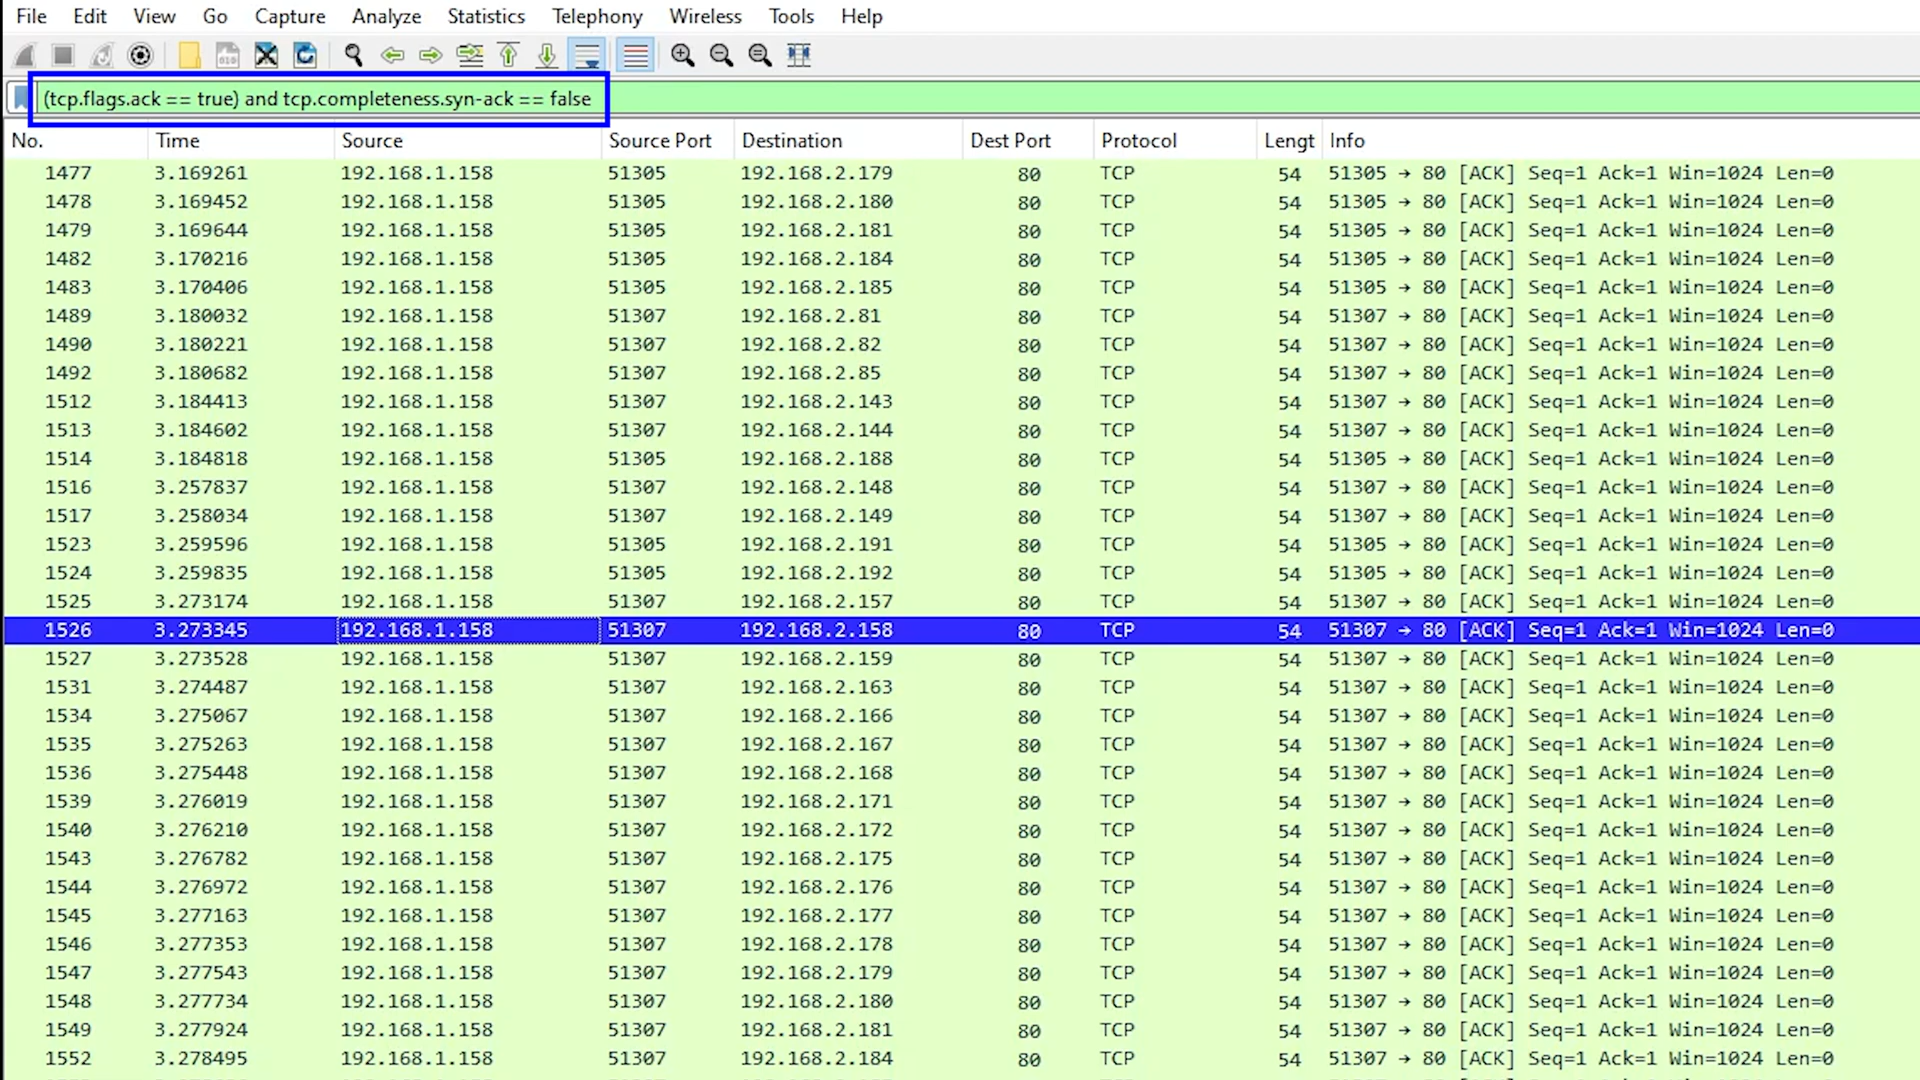 File Edit View Go Capture Analyze Statistics Telephony Wireless Tools Help
(tcp.flags.ack == true) and tcp.completeness.syn-ack == false
No. Time Source Source Port Destination Dest Port Protocol Lengt Info
1477 3.169261 192.168.1.158 51305 192.168.2.179 80 TCP 54 51305 → 80 [ACK] Seq=1 Ack=1 Win=1024 Len=0
1478 3.169452 192.168.1.158 51305 192.168.2.180 80 TCP 54 51305 → 80 [ACK] Seq=1 Ack=1 Win=1024 Len=0
1479 3.169644 192.168.1.158 51305 192.168.2.181 80 TCP 54 51305 → 80 [ACK] Seq=1 Ack=1 Win=1024 Len=0
1482 3.170216 192.168.1.158 51305 192.168.2.184 80 TCP 54 51305 → 80 [ACK] Seq=1 Ack=1 Win=1024 Len=0
1483 3.170406 192.168.1.158 51305 192.168.2.185 80 TCP 54 51305 → 80 [ACK] Seq=1 Ack=1 Win=1024 Len=0
1489 3.180032 192.168.1.158 51307 192.168.2.81 80 TCP 54 51307 → 80 [ACK] Seq=1 Ack=1 Win=1024 Len=0
1490 3.180221 192.168.1.158 51307 192.168.2.82 80 TCP 54 51307 → 80 [ACK] Seq=1 Ack=1 Win=1024 Len=0
1492 3.180682 192.168.1.158 51307 192.168.2.85 80 TCP 54 51307 → 80 [ACK] Seq=1 Ack=1 Win=1024 Len=0
1512 3.184413 192.168.1.158 51307 192.168.2.143 80 TCP 54 51307 → 80 [ACK] Seq=1 Ack=1 Win=1024 Len=0
1513 3.184602 192.168.1.158 51307 192.168.2.144 80 TCP 54 51307 → 80 [ACK] Seq=1 Ack=1 Win=1024 Len=0
1514 3.184818 192.168.1.158 51305 192.168.2.188 80 TCP 54 51305 → 80 [ACK] Seq=1 Ack=1 Win=1024 Len=0
1516 3.257837 192.168.1.158 51307 192.168.2.148 80 TCP 54 51307 → 80 [ACK] Seq=1 Ack=1 Win=1024 Len=0
1517 3.258034 192.168.1.158 51307 192.168.2.149 80 TCP 54 51307 → 80 [ACK] Seq=1 Ack=1 Win=1024 Len=0
1523 3.259596 192.168.1.158 51305 192.168.2.191 80 TCP 54 51305 → 80 [ACK] Seq=1 Ack=1 Win=1024 Len=0
1524 3.259835 192.168.1.158 51305 192.168.2.192 80 TCP 54 51305 → 80 [ACK] Seq=1 Ack=1 Win=1024 Len=0
1525 3.273174 192.168.1.158 51307 192.168.2.157 80 TCP 54 51307 → 80 [ACK] Seq=1 Ack=1 Win=1024 Len=0
1526 3.273345 192.168.1.158 51307 192.168.2.158 80 TCP 54 51307 → 80 [ACK] Seq=1 Ack=1 Win=1024 Len=0
1527 3.273528 192.168.1.158 51307 192.168.2.159 80 TCP 54 51307 → 80 [ACK] Seq=1 Ack=1 Win=1024 Len=0
1531 3.274487 192.168.1.158 51307 192.168.2.163 80 TCP 54 51307 → 80 [ACK] Seq=1 Ack=1 Win=1024 Len=0
1534 3.275067 192.168.1.158 51307 192.168.2.166 80 TCP 54 51307 → 80 [ACK] Seq=1 Ack=1 Win=1024 Len=0
1535 3.275263 192.168.1.158 51307 192.168.2.167 80 TCP 54 51307 → 80 [ACK] Seq=1 Ack=1 Win=1024 Len=0
1536 3.275448 192.168.1.158 51307 192.168.2.168 80 TCP 54 51307 → 80 [ACK] Seq=1 Ack=1 Win=1024 Len=0
1539 3.276019 192.168.1.158 51307 192.168.2.171 80 TCP 54 51307 → 80 [ACK] Seq=1 Ack=1 Win=1024 Len=0
1540 3.276210 192.168.1.158 51307 192.168.2.172 80 TCP 54 51307 → 80 [ACK] Seq=1 Ack=1 Win=1024 Len=0
1543 3.276782 192.168.1.158 51307 192.168.2.175 80 TCP 54 51307 → 80 [ACK] Seq=1 Ack=1 Win=1024 Len=0
1544 3.276972 192.168.1.158 51307 192.168.2.176 80 TCP 54 51307 → 80 [ACK] Seq=1 Ack=1 Win=1024 Len=0
1545 3.277163 192.168.1.158 51307 192.168.2.177 80 TCP 54 51307 → 80 [ACK] Seq=1 Ack=1 Win=1024 Len=0
1546 3.277353 192.168.1.158 51307 192.168.2.178 80 TCP 54 51307 → 80 [ACK] Seq=1 Ack=1 Win=1024 Len=0
1547 3.277543 192.168.1.158 51307 192.168.2.179 80 TCP 54 51307 → 80 [ACK] Seq=1 Ack=1 Win=1024 Len=0
1548 3.277734 192.168.1.158 51307 192.168.2.180 80 TCP 54 51307 → 80 [ACK] Seq=1 Ack=1 Win=1024 Len=0
1549 3.277924 192.168.1.158 51307 192.168.2.181 80 TCP 54 51307 → 80 [ACK] Seq=1 Ack=1 Win=1024 Len=0
1552 3.278495 192.168.1.158 51307 192.168.2.184 80 TCP 54 51307 → 80 [ACK] Seq=1 Ack=1 Win=1024 Len=0